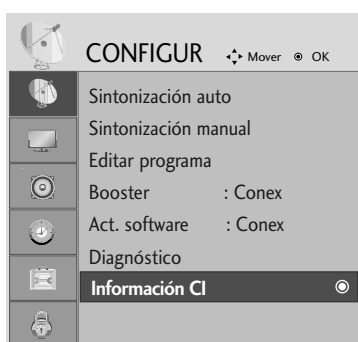 CONFIGUR Mover OK
Sintonización auto
Sintonización manual
Editar programa
Booster : Conex
Act. software : Conex
Diagnóstico
Información CI